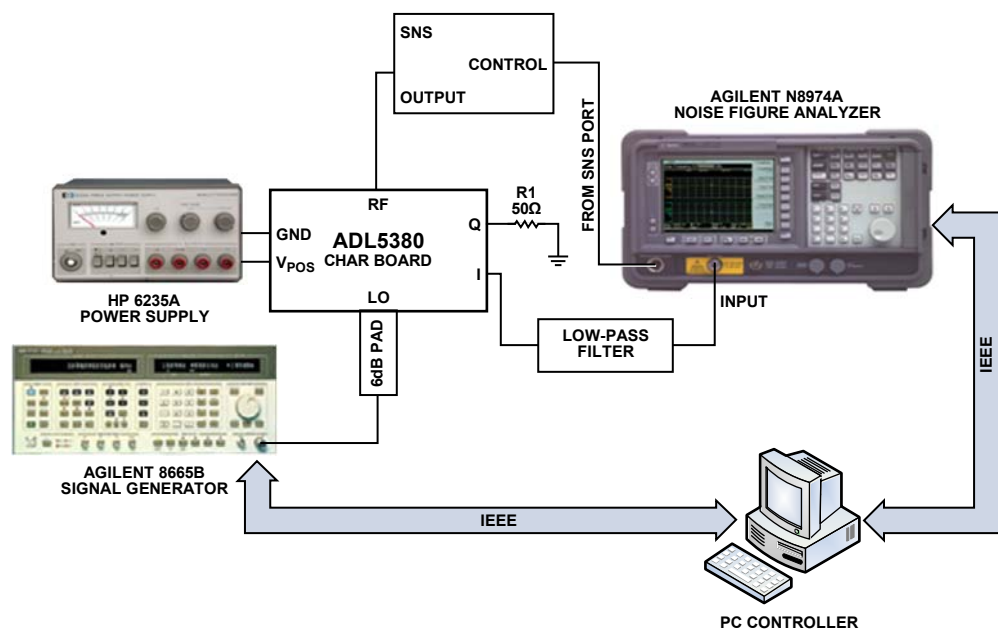 SNS
CONTROL
OUTPUT
AGILENT N8974A
NOISE FIGURE ANALYZER
FROM SNS PORT
R1
50Ω
RF
GND
ADL5380
CHAR BOARD
VPOS
Q
I
LO
HP 6235A
POWER SUPPLY
INPUT
6dB PAD
LOW-PASS
FILTER
IEEE
AGILENT 8665B
SIGNAL GENERATOR
IEEE
PC CONTROLLER